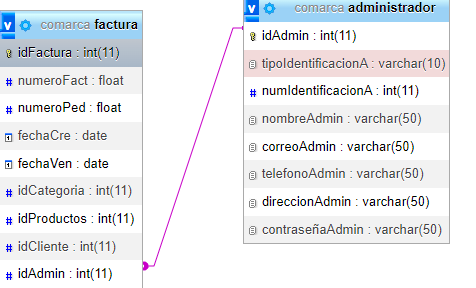 comarca factura
idFactura : int(11)
numeroFact : float
numeroPed : float
fechaCre : date
fechaVen : date
idCategoria : int(11)
idProductos : int(11)
idCliente : int(11)
idAdmin : int(11)
comarca administrador
idAdmin : int(11)
tipoIdentificacionA : varchar(10)
numIdentificacionA : int(11)
nombreAdmin : varchar(50)
correoAdmin : varchar(50)
telefonoAdmin : varchar(50)
direccionAdmin : varchar(50)
contraseñaAdmin : varchar(50)